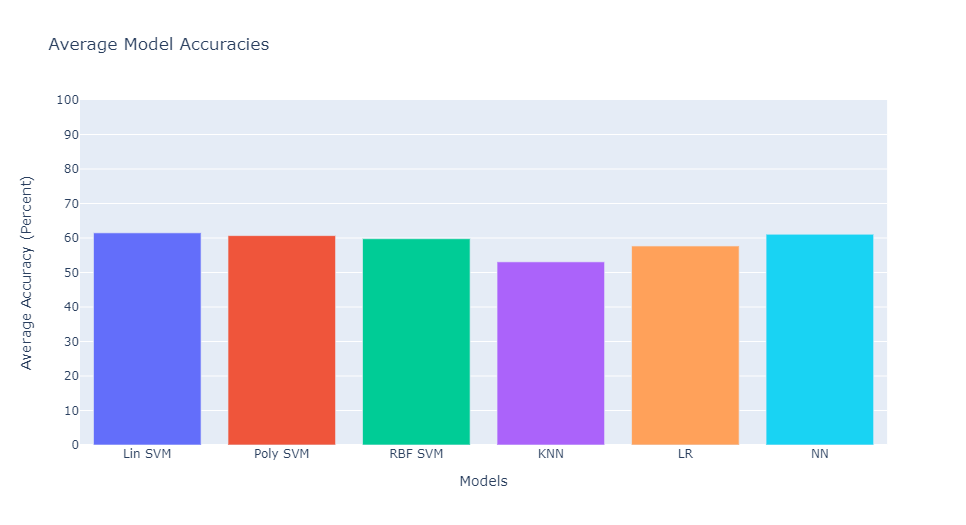 Average Model Accuracies
Average Accuracy (Percent)
100
90
80
70
60
50
40
30
20
10
0
Lin SVM
Poly SVM
RBF SVM
KNN
LR
NN
Models